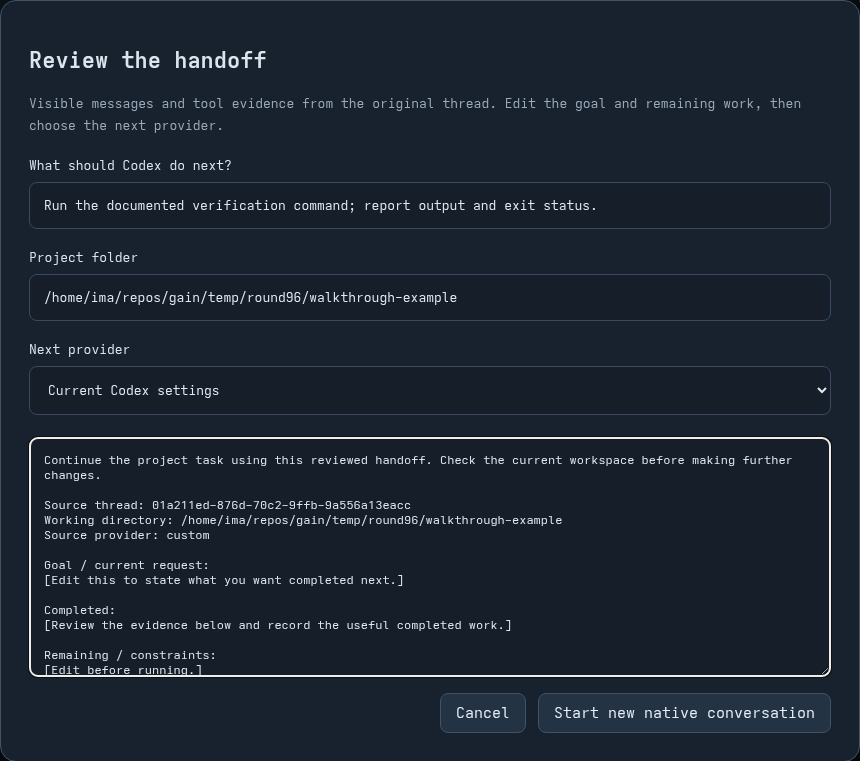 Review the handoff
Visible messages and tool evidence from the original thread. Edit the goal and remaining work, then
choose the next provider.
What should Codex do next?
Run the documented verification command; report output and exit status.
Project folder
/home/ima/repos/gain/temp/round96/walkthrough-example
Next provider
Current Codex settings
Continue the project task using this reviewed handoff. Check the current workspace before making further
changes.
Source thread: 01a211ed-876d-70c2-9ffb-9a556a13eacc
Working directory: /home/ima/repos/gain/temp/round96/walkthrough-example
Source provider: custom
Goal / current request:
[Edit this to state what you want completed next.]
Completed:
[Review the evidence below and record the useful completed work.]
Remaining / constraints:
[Edit before running.]
Cancel
Start new native conversation